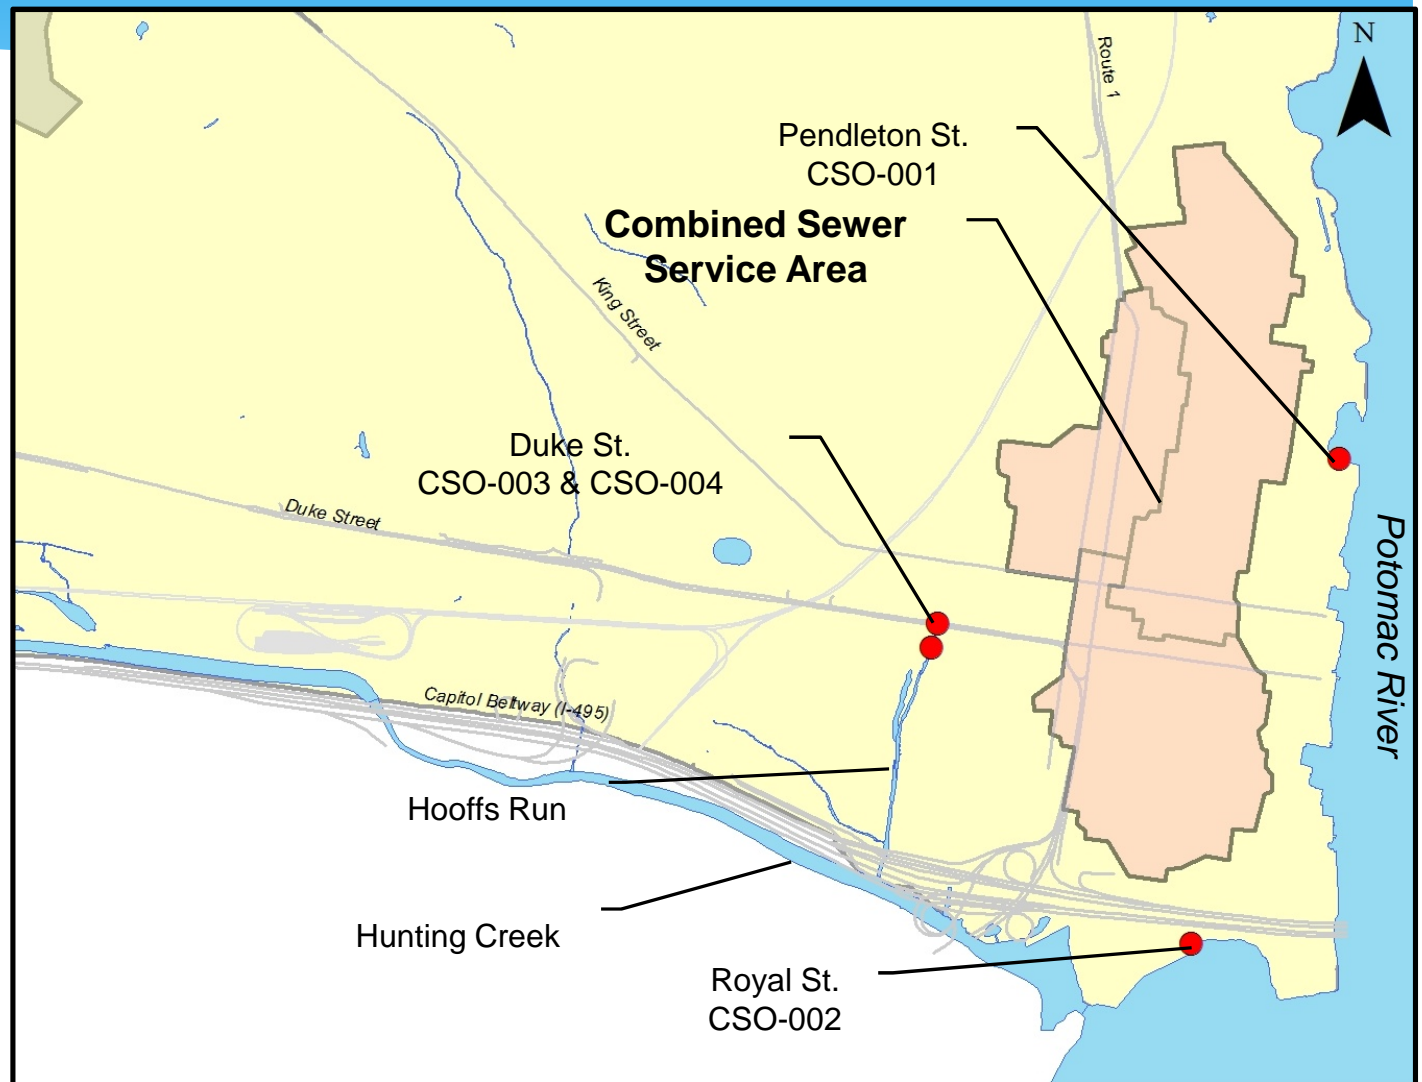 N
Route 1
Pendleton St.
CSO-001
Combined Sewer
Service Area
King Street
Duke St.
CSO-003 & CSO-004
Duke Street
Potomac River
Capitol Beltway (I-495)
Hooffs Run
Hunting Creek
Royal St.
CSO-002